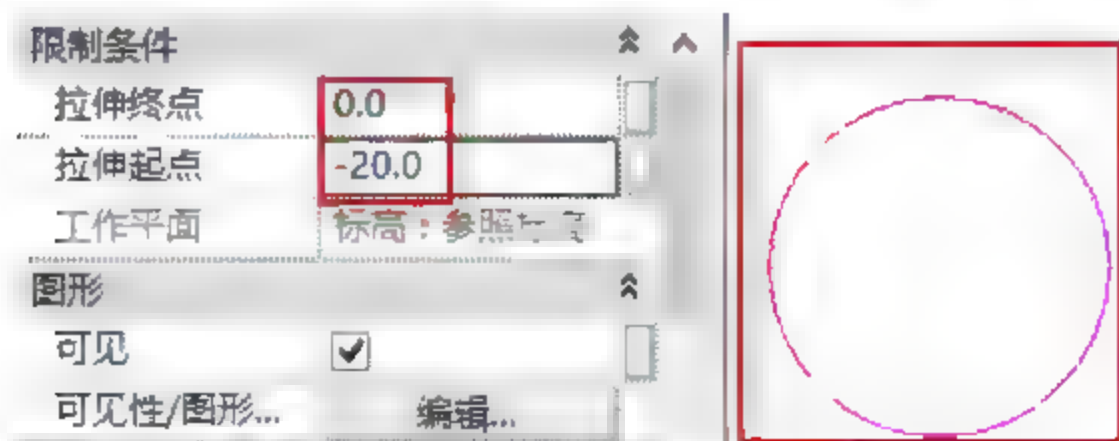 限制条件
拉伸终点 0.0
拉伸起点 -20.0
工作平面 标高：参照
图形
可见
可见性/图形... 编辑...